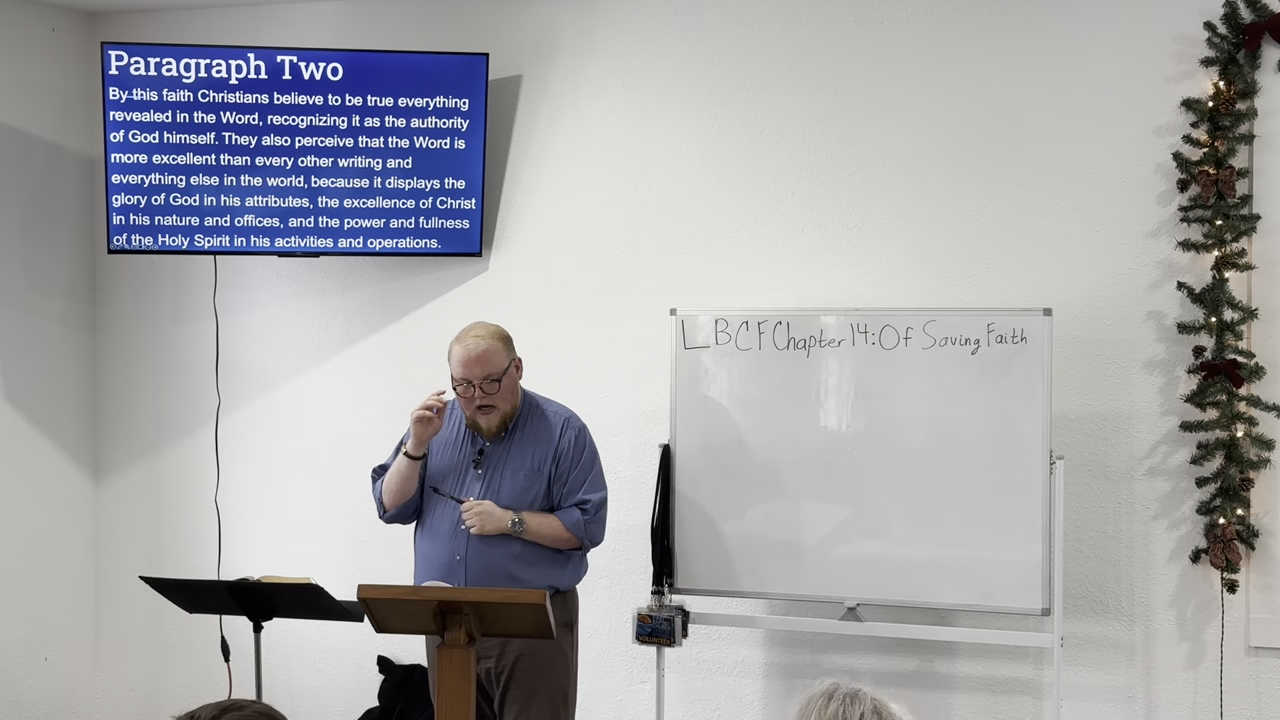 Paragraph Two
By this faith Christians believe to be true everything
revealed in the Word, recognizing it as the authority
of God himself. They also perceive that the Word is
more excellent than every other writing and
everything else in the world, because it displays the
glory of God in his attributes, the excellence of Christ
in his nature and offices, and the power and fullness
of the Holy Spirit in his activities and operations.
LBCF Chapter 14: Of Saving Faith
CHURCH
VOLUNTEER